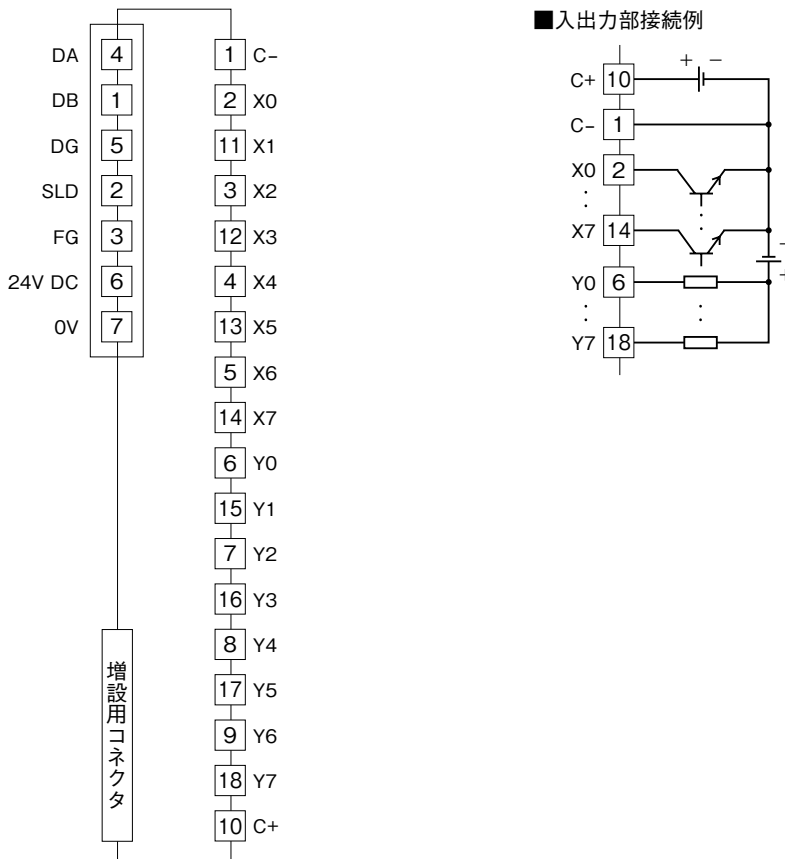 DA 4
DB 1
DG 5
SLD 2
FG 3
24V DC 6
0V 7
増設用コネクタ
1 C-
2 X0
11 X1
3 X2
12 X3
4 X4
13 X5
5 X6
14 X7
6 Y0
15 Y1
7 Y2
16 Y3
8 Y4
17 Y5
9 Y6
18 Y7
10 C+
■入出力部接続例
+ -
C+ 10
C- 1
X0 2
X7 14
-
+
Y0 6
Y7 18